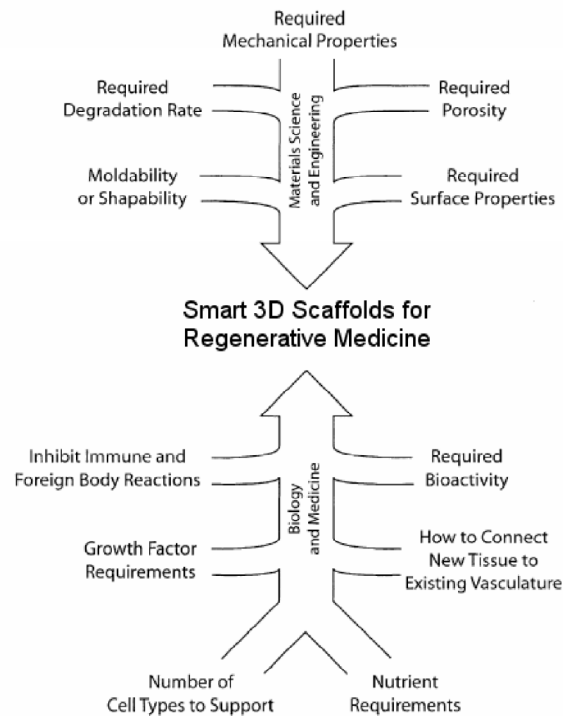 Required
Mechanical Properties
Required
Degradation Rate
Required
Porosity
Materials Science
and Engineering
Moldability
or Shapability
Required
Surface Properties
Smart 3D Scaffolds for
Regenerative Medicine
Inhibit Immune and
Foreign Body Reactions
Required
Bioactivity
Biology
and Medicine
Growth Factor
Requirements
How to Connect
New Tissue to
Existing Vasculature
Number of
Cell Types to Support
Nutrient
Requirements